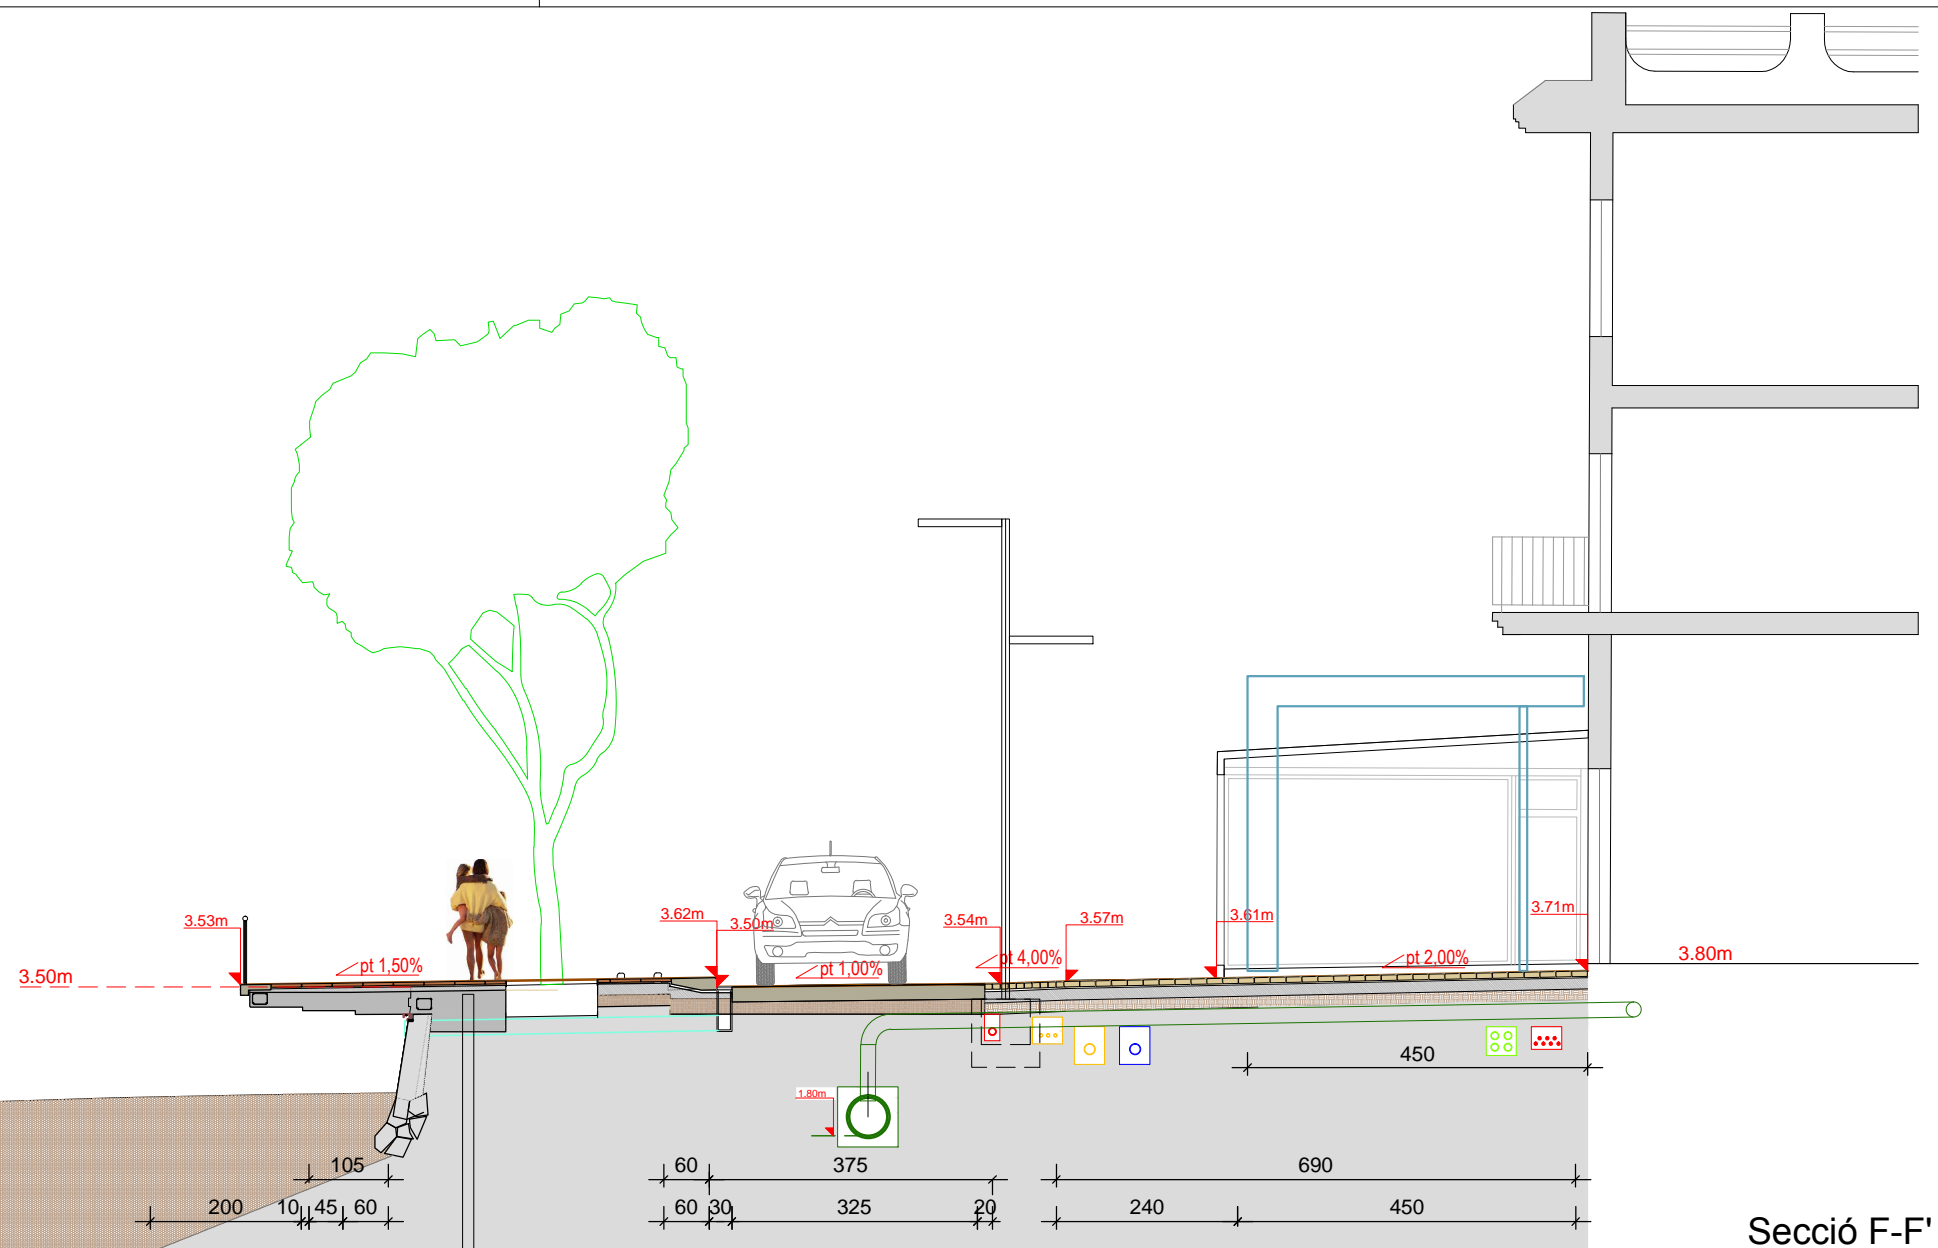 3.53m
3.62m
3.50m
3.54m
3.57m
3.61m
3.71m
3.50m
pt 1,50%
pt 1,00%
pt 4,00%
pt 2,00%
3.80m
450
1.80m
105
60
375
690
200
10
45
60
60
30
325
20
240
450
Secció F-F'